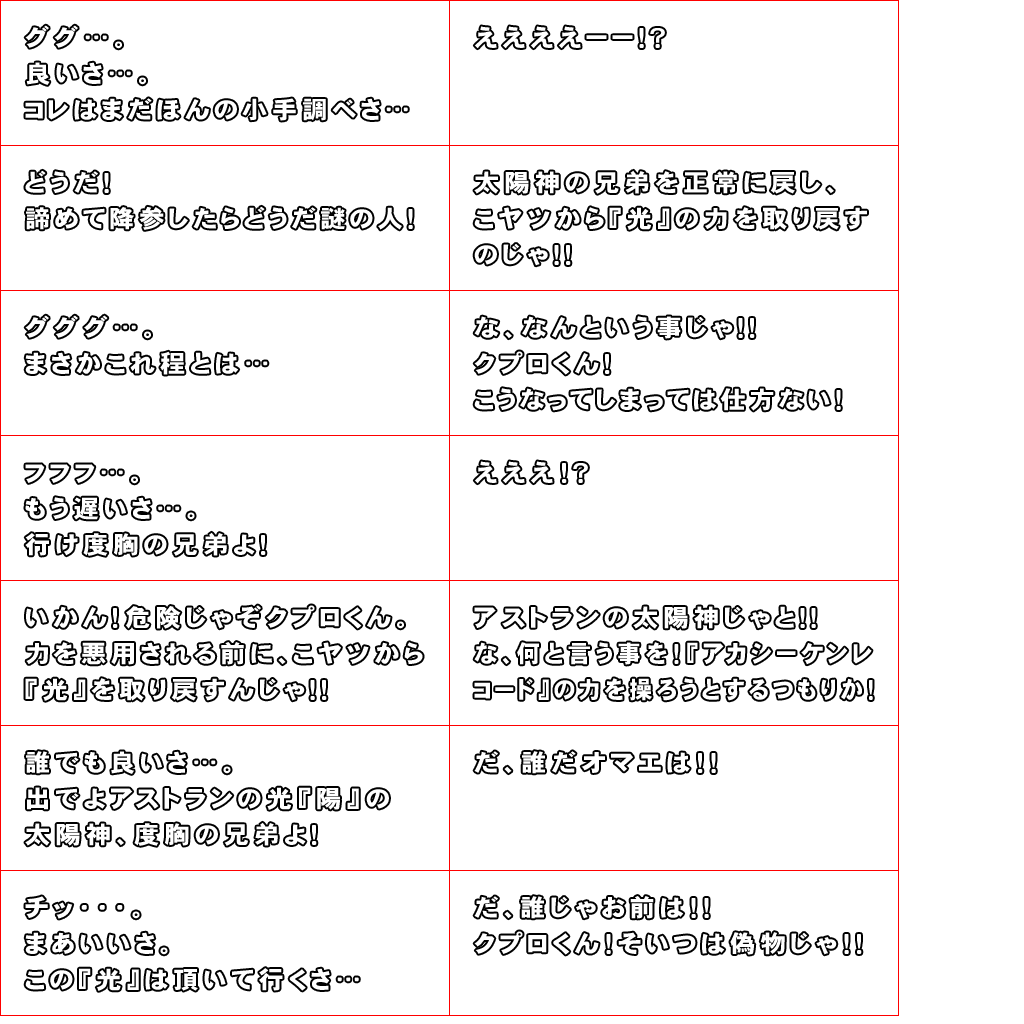 ググ…。
良いさ…。
コレはまだほんの小手調べさ…
ええええーー!?
どうだ!
諦めて降参したらどうだ謎の人!
太陽神の兄弟を正常に戻し、
こヤツから『光』の力を取り戻す
のじゃ!!
グググ…。
まさかこれ程とは…
な、なんという事じゃ!!
クプロくん!
こうなってしまっては仕方ない!
フフフ…。
もう遅いさ…。
行け度胸の兄弟よ!
えええ!?
いかん!危険じゃぞクプロくん。
力を悪用される前に、こヤツから
『光』を取り戻すんじゃ!!
アストランの太陽神じゃと!!
な、何と言う事を!『アカシーケンレ
コード』の力を操ろうとするつもりか!
誰でも良いさ…。
出でよアストランの光『陽』の
太陽神、度胸の兄弟よ!
だ、誰だオマエは!!
チッ・・・。
まあいいさ。
この『光』は頂いて行くさ…
だ、誰じゃお前は!!
クプロくん!そいつは偽物じゃ!!